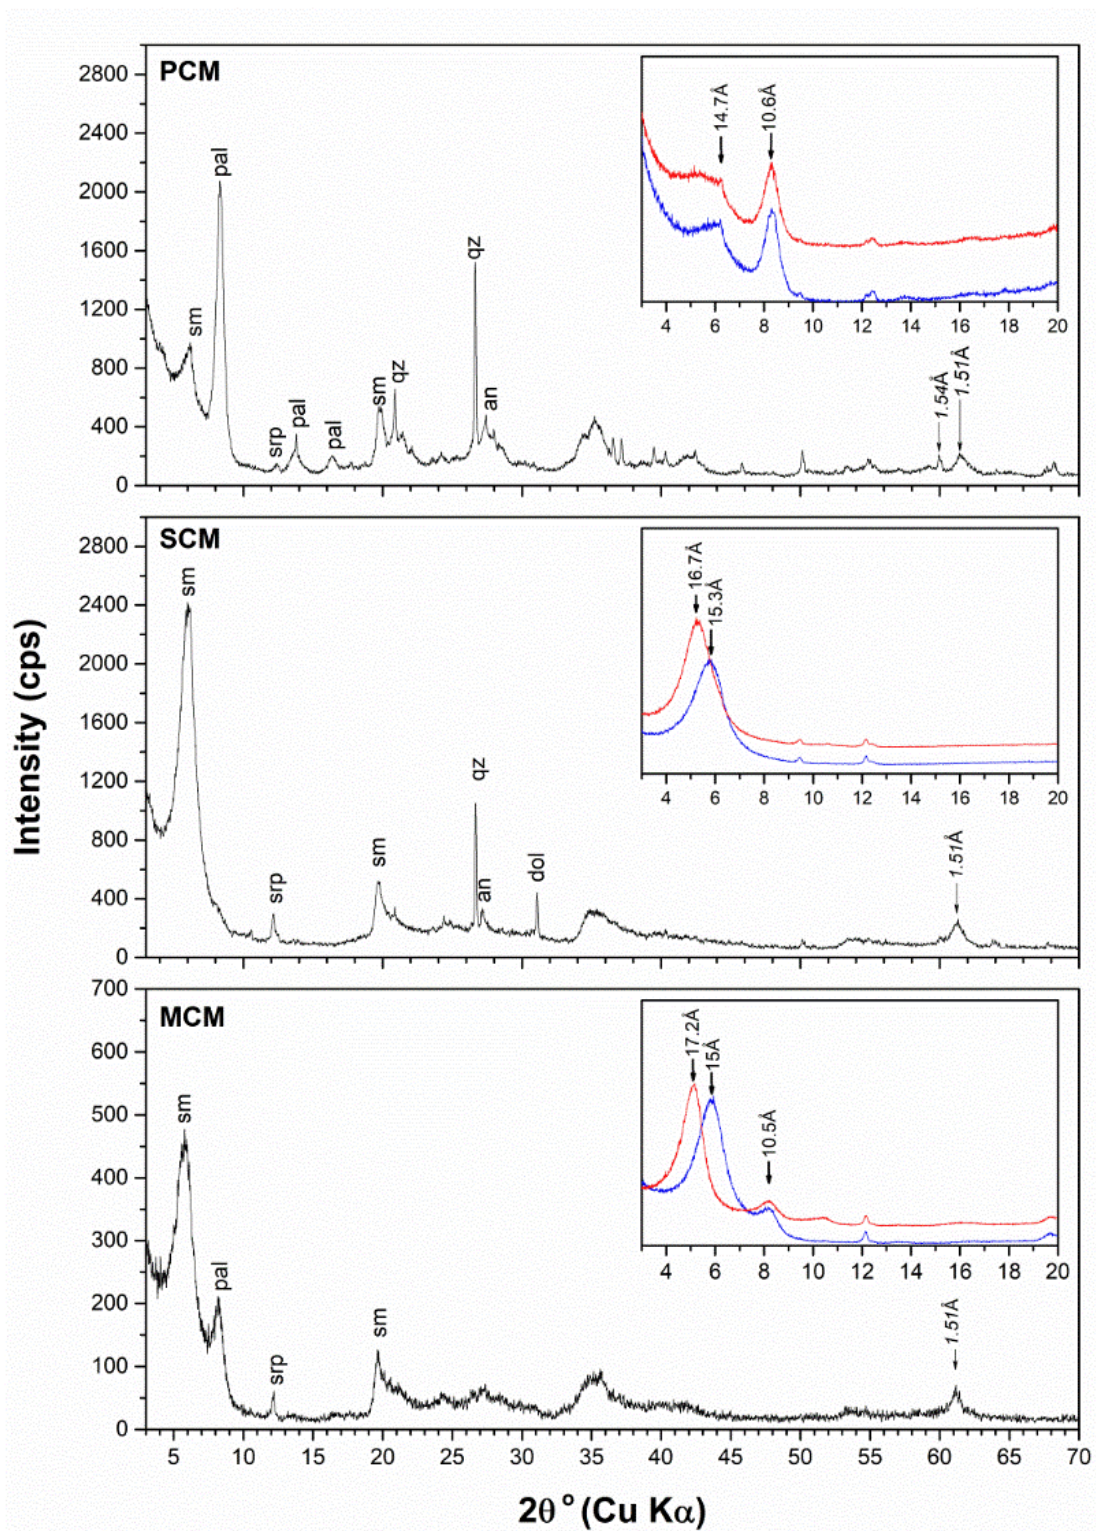 Intensity (cps)
PCM
2800
2400
2000
1600
1200
800
400
0
sm
pal
srp
pal
pal
sm
qz
qz
an
1.54Å
1.51Å
14.7Å
10.6Å
4 6 8 10 12 14 16 18 20
SCM
2800
2400
2000
1600
1200
800
400
0
sm
srp
sm
qz
an
dol
1.51Å
16.7Å
15.3Å
4 6 8 10 12 14 16 18 20
MCM
700
600
500
400
300
200
100
0
sm
pal
srp
sm
1.51Å
17.2Å
15Å
10.5Å
4 6 8 10 12 14 16 18 20
5 10 15 20 25 30 35 40 45 50 55 60 65 70
2θ° (Cu Kα)